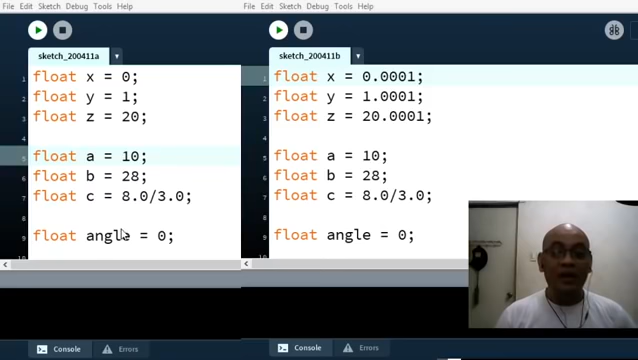 File Edit Sketch Debug Tools Help
sketch_200411a
1 float x = 0;
2 float y = 1;
3 float z = 20;
4
5 float a = 10;
6 float b = 28;
7 float c = 8.0/3.0;
8
9 float angle = 0;
Console Errors
File Edit Sketch Debug Tools Help
sketch_200411b
1 float x = 0.0001;
2 float y = 1.0001;
3 float z = 20.0001;
4
5 float a = 10;
6 float b = 28;
7 float c = 8.0/3.0;
8
9 float angle = 0;
Console Errors